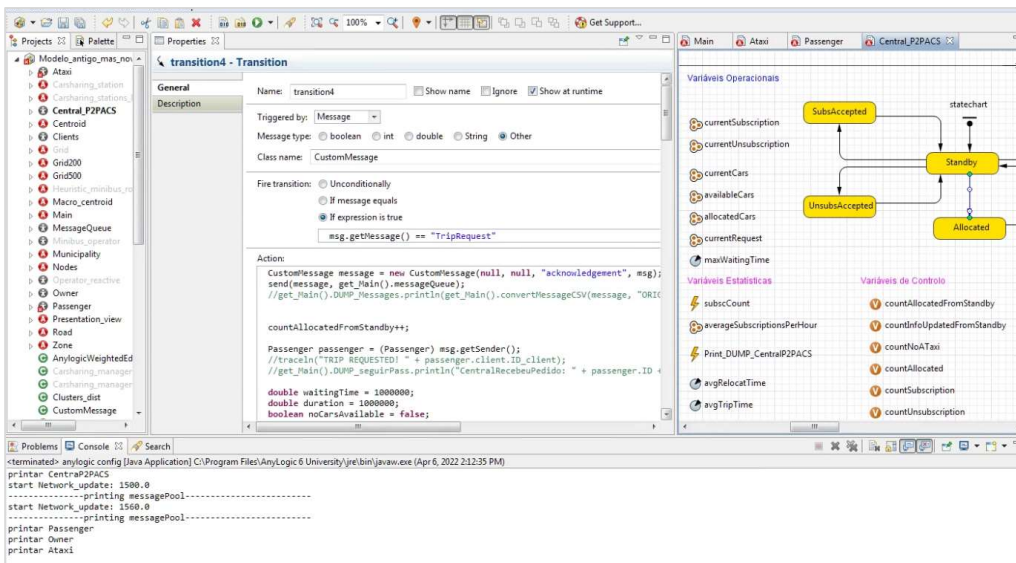 100%
Get Support...
Projects
Palette
Modelo_antigo_mas_no
Ataxi
Carsharing_station
Carsharing_stations_l
Central_P2PACS
Centroid
Clients
Grid
Grid200
Grid500
Heuristic_minibus_ro
Macro_centroid
Main
MessageQueue
Minibus_operator
Municipality
Nodes
Operator_reactive
Owner
Passenger
Presentation_view
Road
Zone
AnylogicWeightedEd
Carsharing_manager
Carsharing_manager
Clusters_dist
CustomMessage
Properties
transition4 - Transition
General
Description
Name: transition4 Show name Ignore Show at runtime
Triggered by: Message
Message type: boolean int double String Other
Class name: CustomMessage
Fire transition: Unconditionally
If message equals
If expression is true
msg.getMessage() == "TripRequest"
Action:
CustomMessage message = new CustomMessage(null, null, "acknowledgement", msg);
send(message, get_Main().messageQueue);
//get_Main().DUMP_Messages.println(get_Main().convertMessageCSV(message, "ORIG
countAllocatedFromStandby++;
Passenger passenger = (Passenger) msg.getSender();
//traceln("TRIP REQUESTED! " + passenger.client.ID_client);
//get_Main().DUMP_seguirPass.println("CentralRecebeuPedido: " + passenger.ID +
double waitingTime = 1000000;
double duration = 1000000;
boolean noCarsAvailable = false;
Main
Ataxi
Passenger
Central_P2PACS
Variáveis Operacionais
currentSubscription
currentUnsubscription
currentCars
availableCars
allocatedCars
currentRequest
maxWaitingTime
SubsAccepted
statechart
Standby
UnsubsAccepted
Allocated
Variáveis Estatísticas
subscCount
averageSubscriptionsPerHour
Print_DUMP_CentralP2PACS
avgRelocatTime
avgTripTime
Variáveis de Controlo
countAllocatedFromStandby
countInfoUpdatedFromStandby
countNoATaxi
countAllocated
countSubscription
countUnsubscription
Problems
Console
Search
<terminated> anylogic config [Java Application] C:\Program Files\AnyLogic 6 University\jre\bin\javaw.exe (Apr 6, 2022 2:12:35 PM)
printar CentraP2PACS
start Network_update: 1500.0
---------------printing messagePool-------------------------
start Network_update: 1560.0
---------------printing messagePool-------------------------
printar Passenger
printar Owner
printar Ataxi